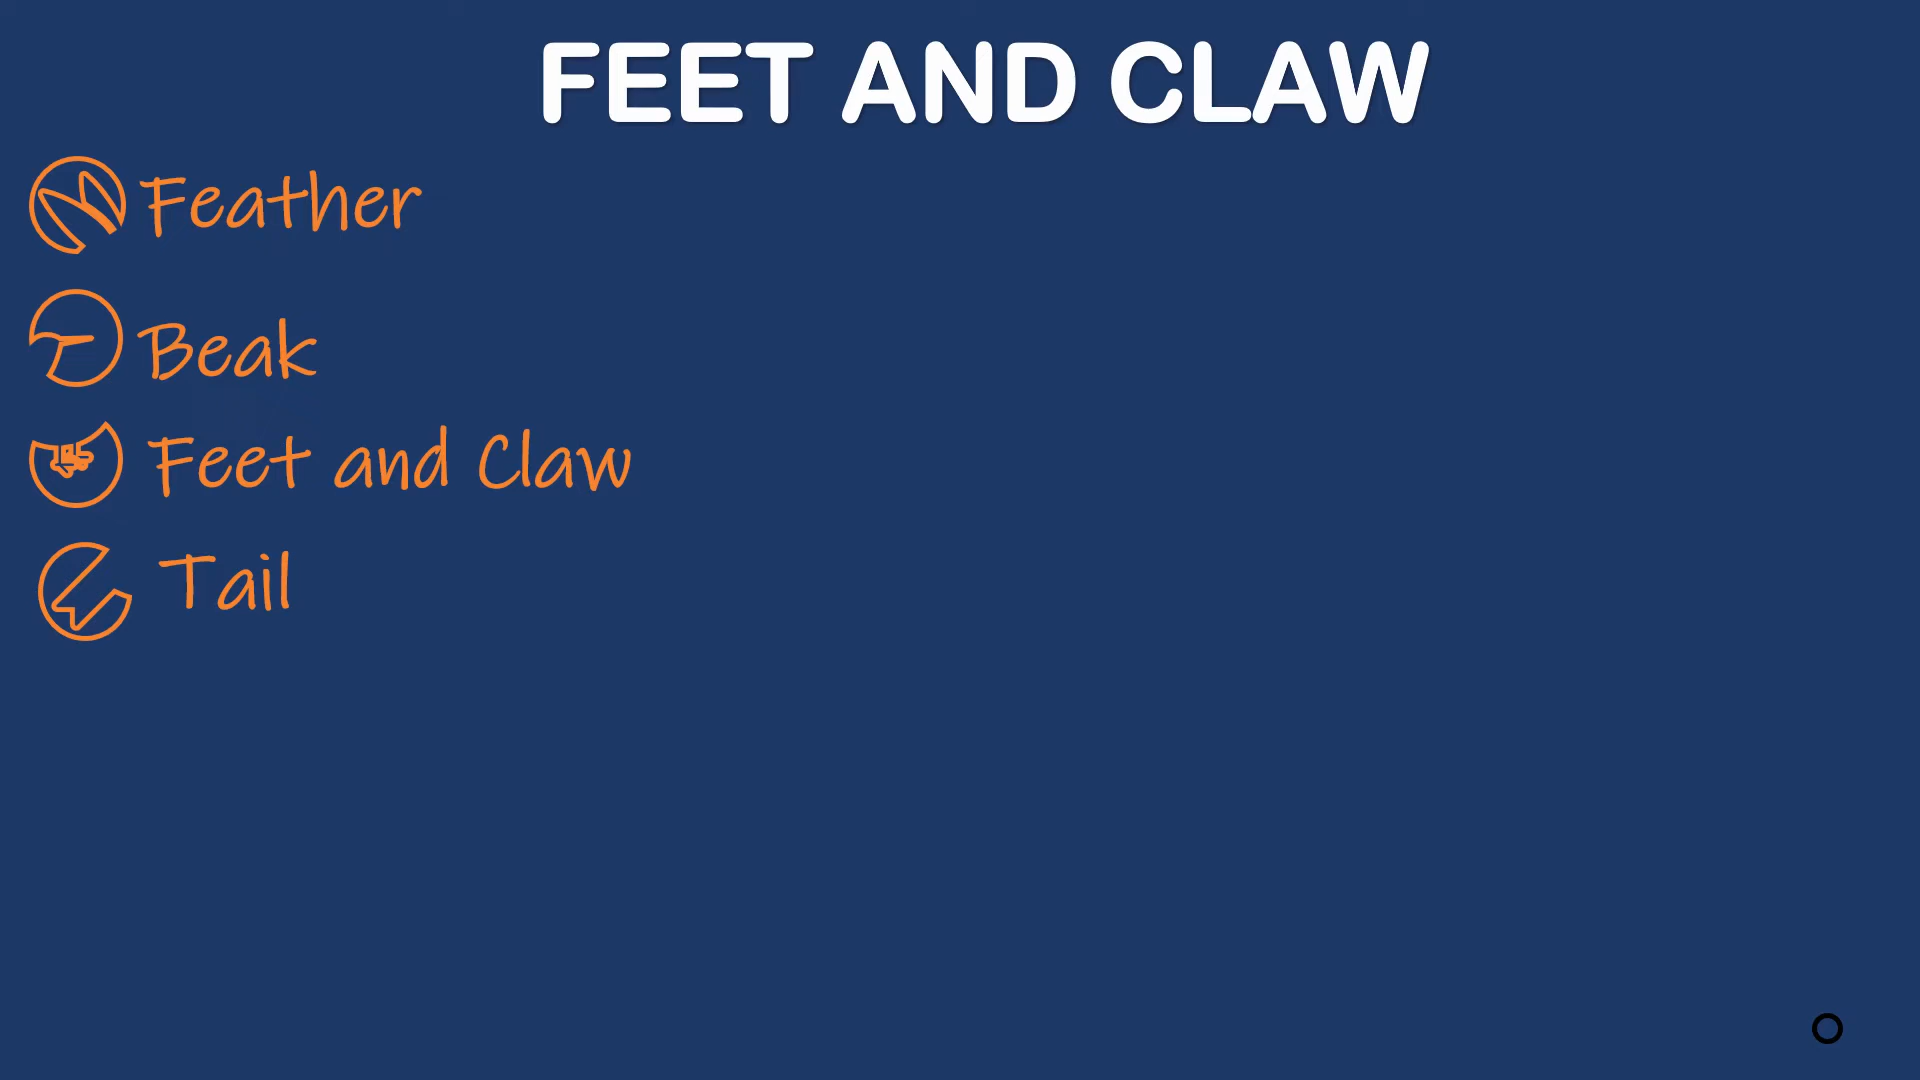 FEET AND CLAW
Feather
Beak
Feet and Claw
Tail